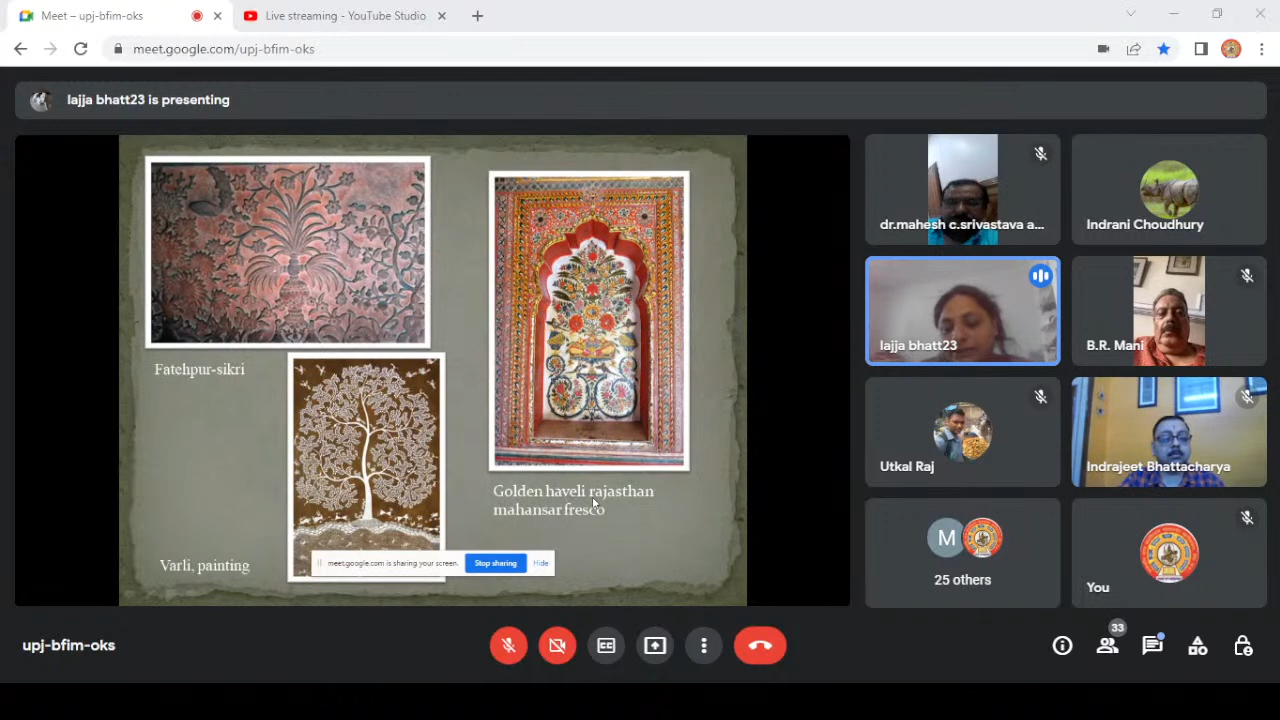 Meet – upj-bfim-oks
Live streaming - YouTube Studio
meet.google.com/upj-bfim-oks
lajja bhatt23 is presenting
Fatehpur-sikri
Varli, painting
Golden haveli rajasthan
mahansar fresco
meet.google.com is sharing your screen.
Stop sharing
Hide
dr.mahesh c.srivastava a...
Indrani Choudhury
lajja bhatt23
B.R. Mani
Utkal Raj
Indrajeet Bhattacharya
M
25 others
You
upj-bfim-oks
CC
33